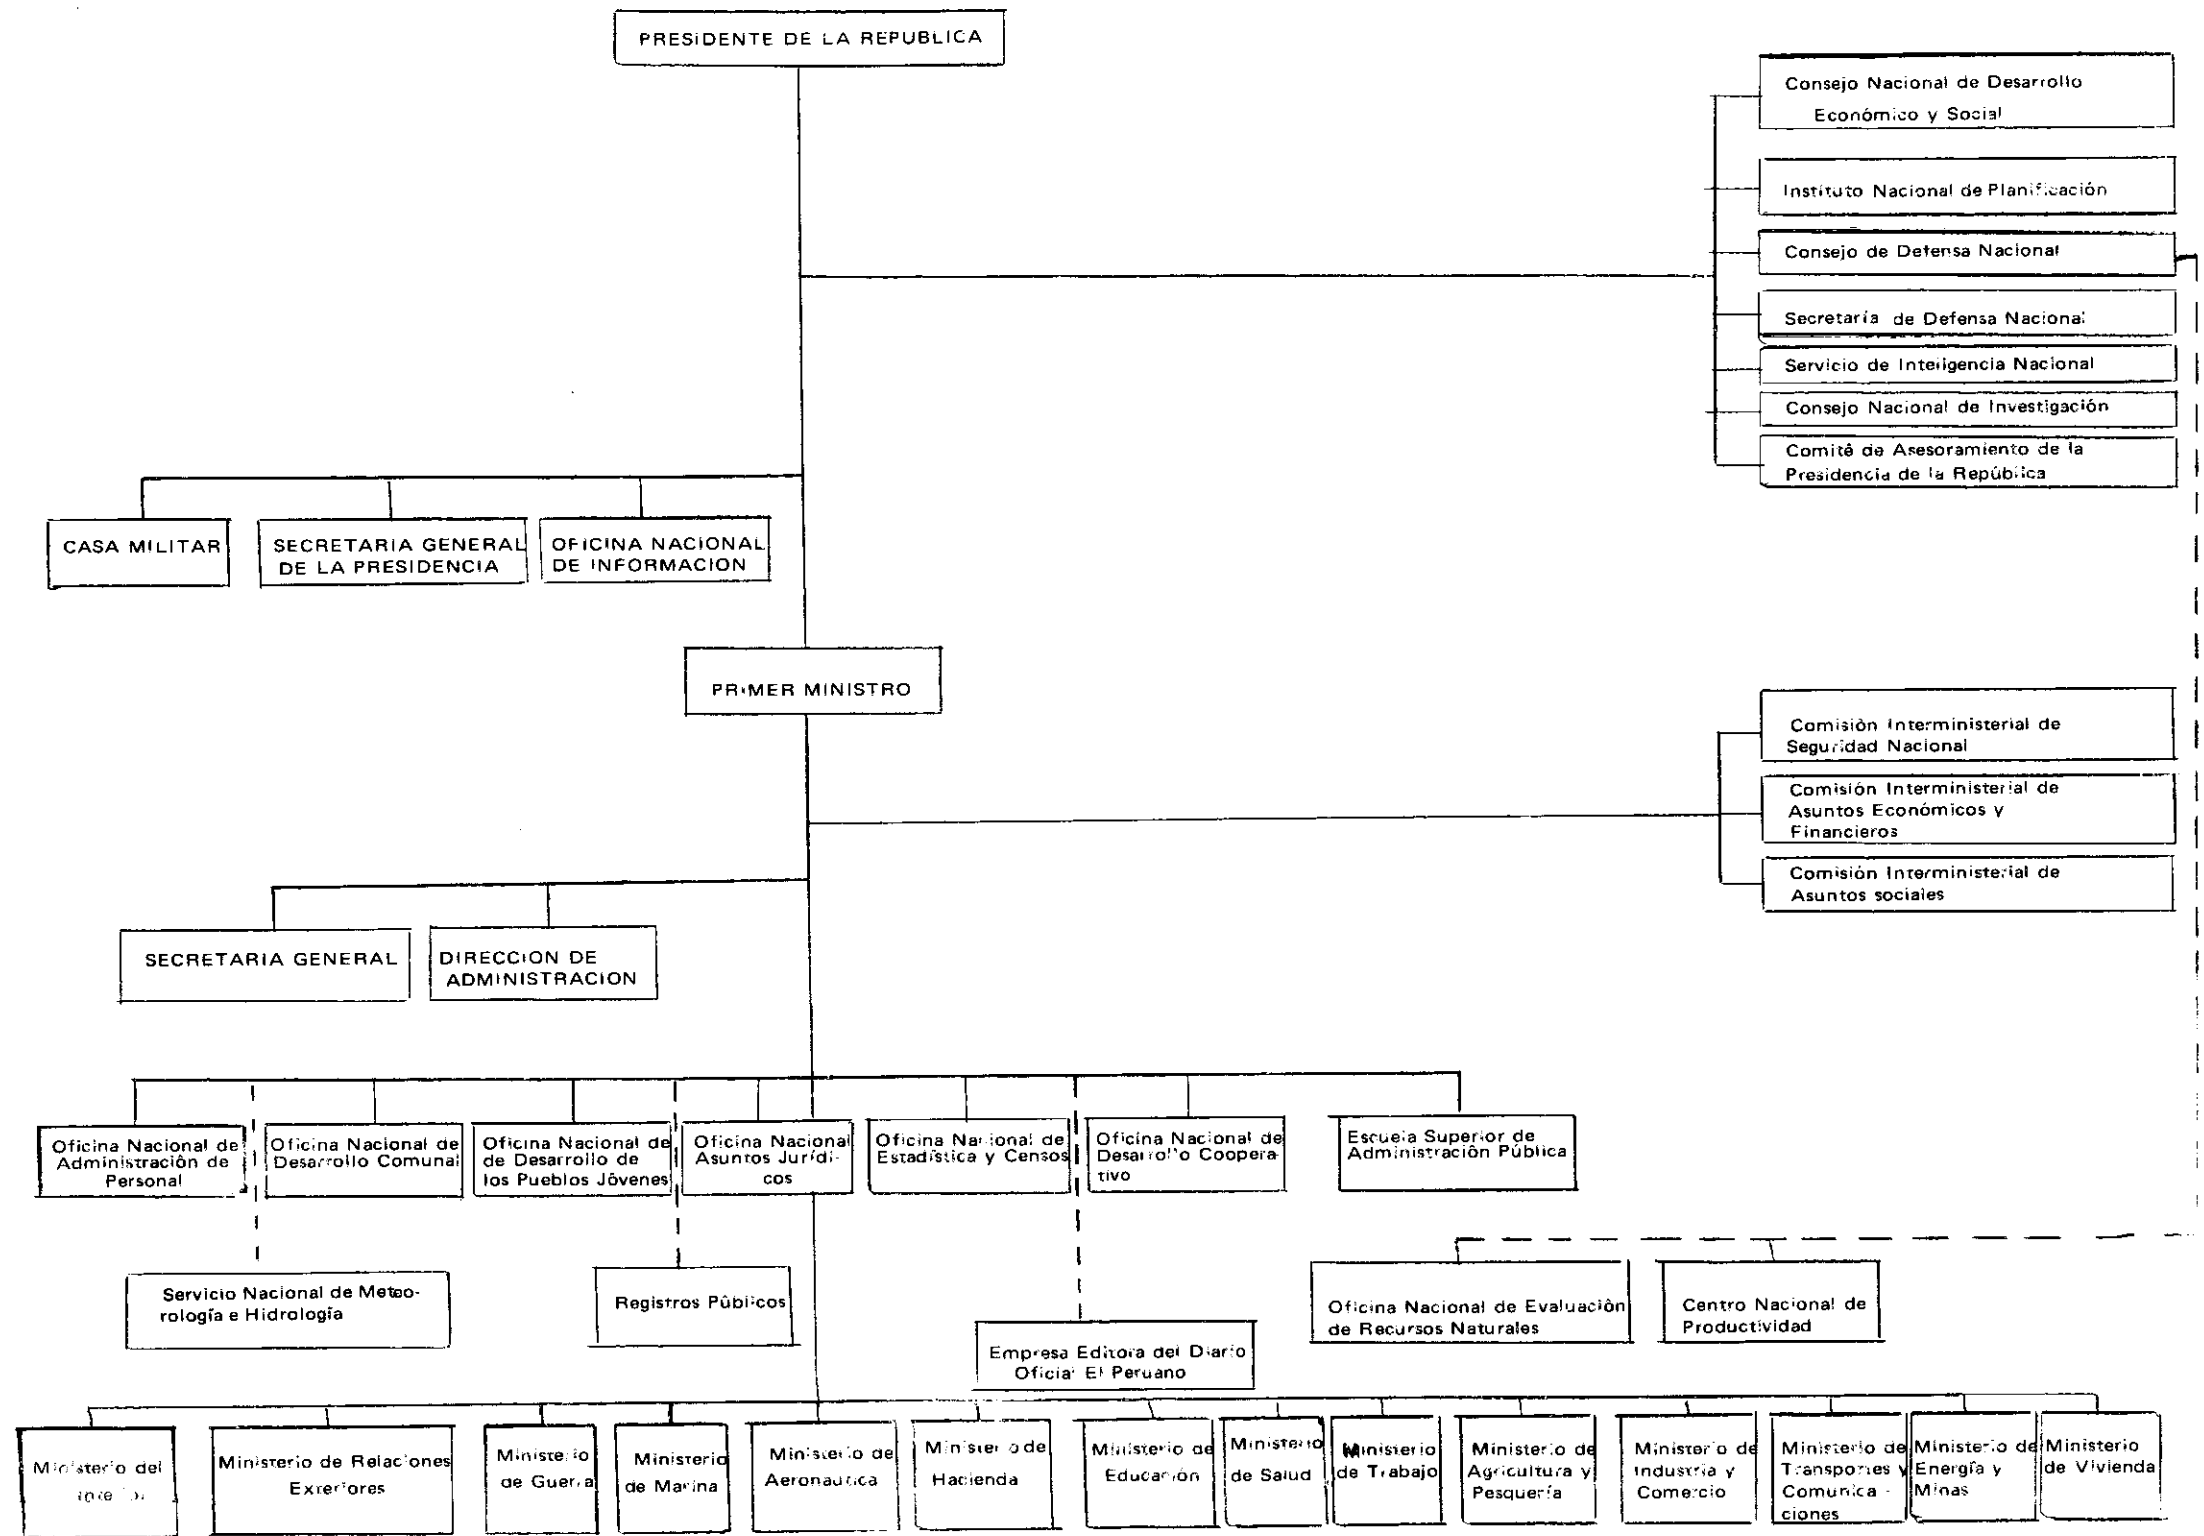 PRESIDENTE DE LA REPUBLICA
Consejo Nacional de Desarrollo
Económico y Social
Instituto Nacional de Planificación
Consejo de Defensa Nacional
Secretaría de Defensa Nacional
Servicio de Inteligencia Nacional
Consejo Nacional de Investigación
Comité de Asesoramiento de la
Presidencia de la República
CASA MILITAR
SECRETARIA GENERAL
DE LA PRESIDENCIA
OFICINA NACIONAL
DE INFORMACION
PRIMER MINISTRO
Comisión Interministerial de
Seguridad Nacional
Comisión Interministerial de
Asuntos Económicos y
Financieros
Comisión Interministerial de
Asuntos sociales
SECRETARIA GENERAL
DIRECCION DE
ADMINISTRACION
Oficina Nacional de
Administración de
Personal
Oficina Nacional de
Desarrollo Comunal
Oficina Nacional de
de Desarrollo de
los Pueblos Jóvenes
Oficina Nacional
Asuntos Jurídi-
cos
Oficina Nacional de
Estadística y Censos
Oficina Nacional de
Desarrollo Coopera-
tivo
Escuela Superior de
Administración Pública
Servicio Nacional de Meteo-
rología e Hidrología
Registros Públicos
Empresa Editora del Diario
Oficial El Peruano
Oficina Nacional de Evaluación
de Recursos Naturales
Centro Nacional de
Productividad
Ministerio del
Interior
Ministerio de Relaciones
Exteriores
Ministerio
de Guerra
Ministerio
de Marina
Ministerio de
Aeronautica
Ministerio de
Hacienda
Ministerio de
Educación
Ministerio
de Salud
Ministerio
de Trabajo
Ministerio de
Agricultura y
Pesquería
Ministerio de
Industria y
Comercio
Ministerio de
Transportes y
Comunica -
ciones
Ministerio de
Energía y
Minas
Ministerio
de Vivienda